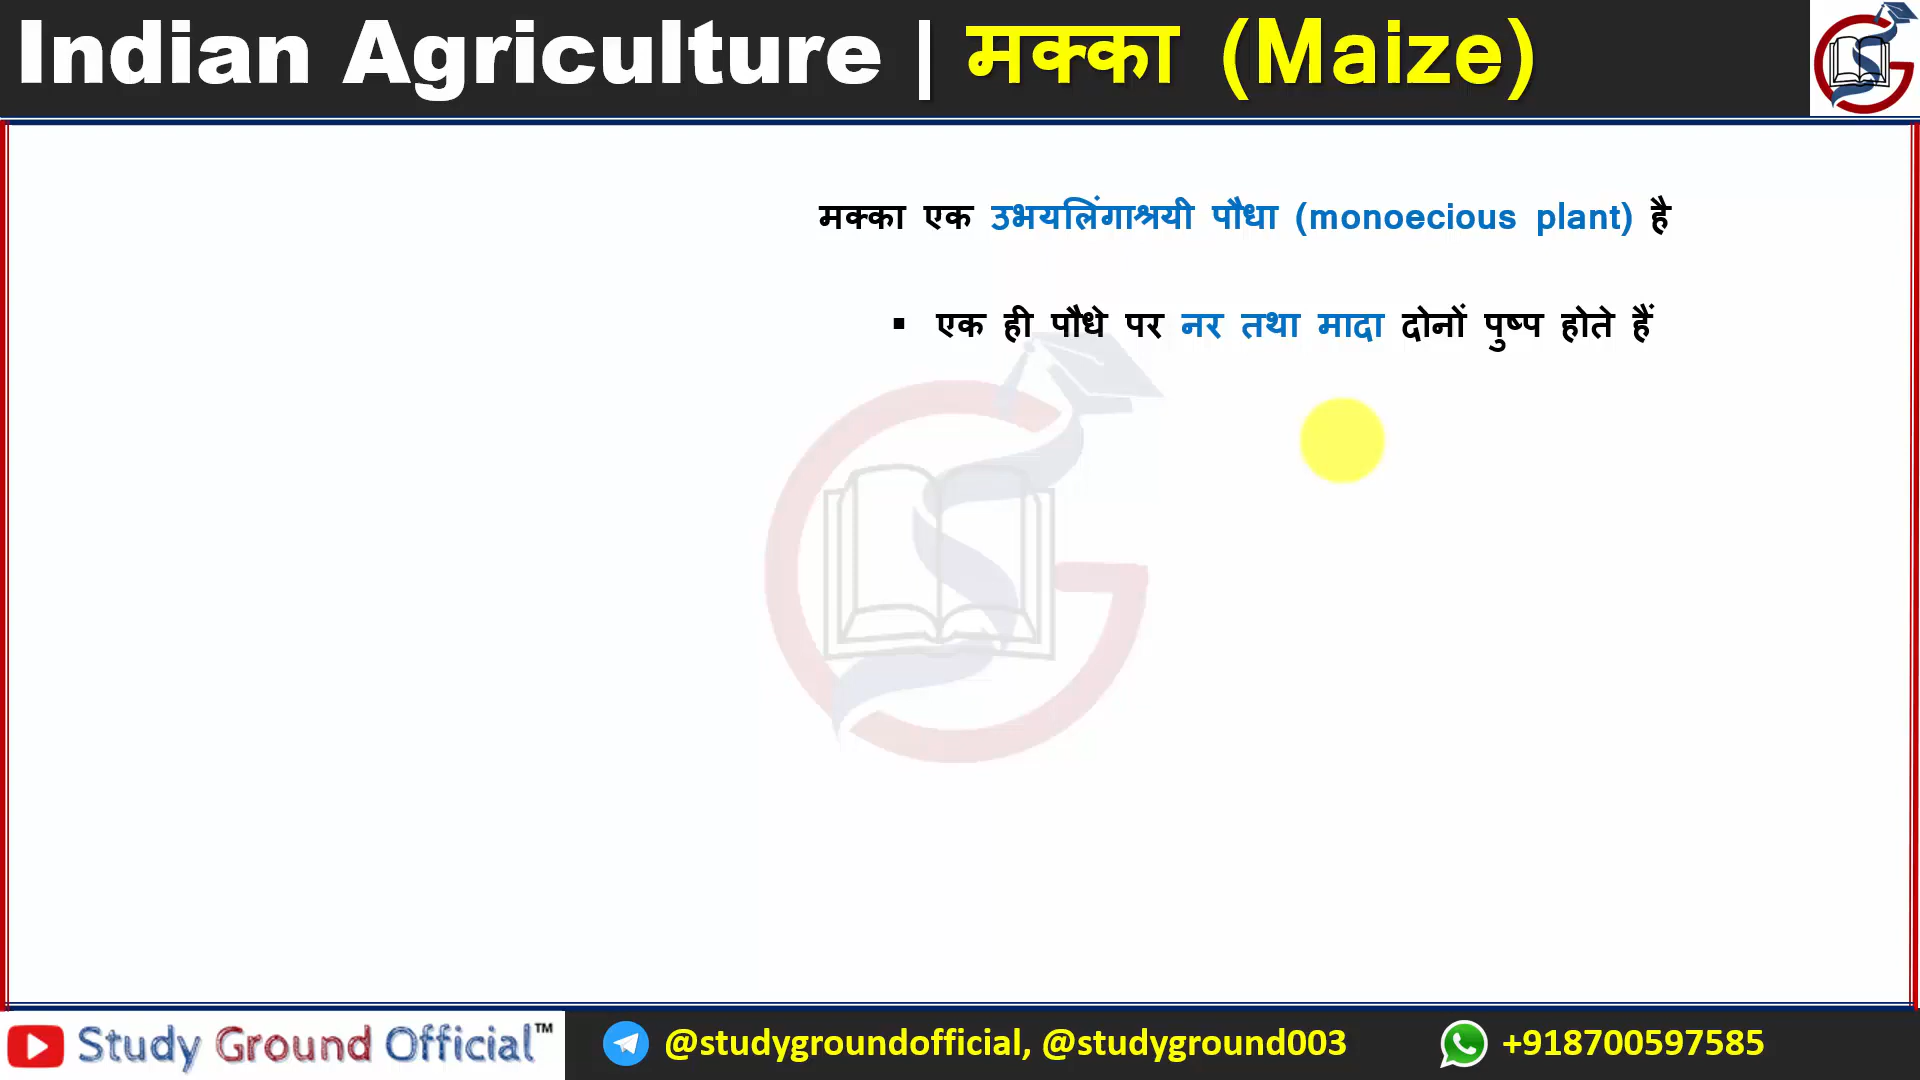 Indian Agriculture | मक्का (Maize)
मक्का एक उभयलिंगाश्रयी पौधा (monoecious plant) है
▪ एक ही पौधे पर नर तथा मादा दोनों पुष्प होते हैं
Study Ground Official™ @studygroundofficial, @studyground003 +918700597585